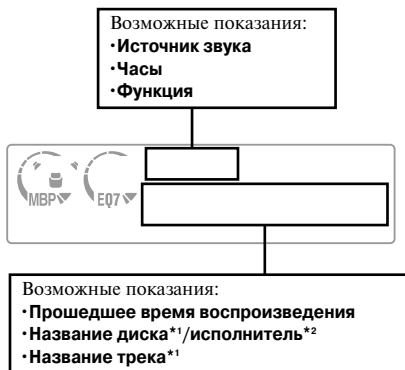 Возможные показания:
·Источник звука
·Часы
·Функция
MBP EQ7
Возможные показания:
·Прошедшее время воспроизведения
·Название диска*¹/исполнитель*²
·Название трека*¹